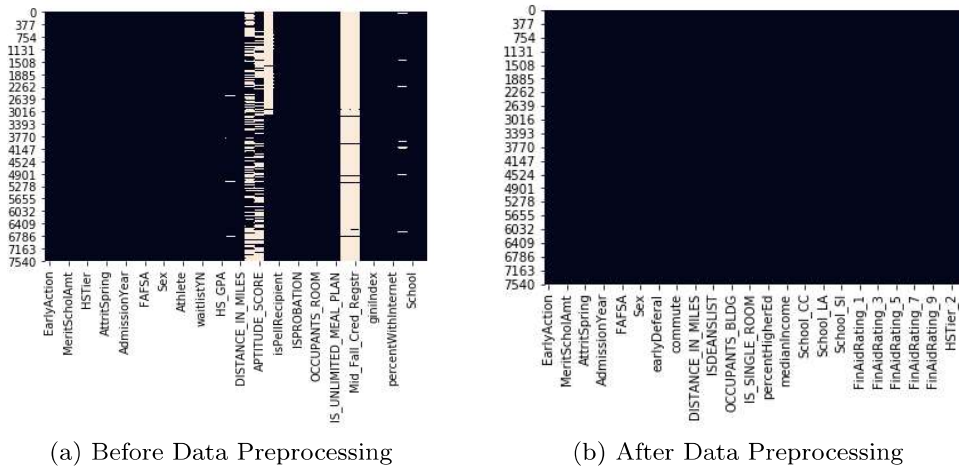 0
377
754
1131
1508
1885
2262
2639
3016
3393
3770
4147
4524
4901
5278
5655
6032
6409
6786
7163
7540
EarlyAction
MeritScholAmt
HSTier
AttritSpring
AdmissionYear
FAFSA
Sex
Athlete
waitlistYN
HS_GPA
DISTANCE_IN_MILES
APTITUDE_SCORE
isPellRecipient
ISPROBATION
OCCUPANTS_ROOM
IS_UNLIMITED_MEAL_PLAN
Mid_Fall_Cred_Regstr
giniIndex
percentWithInternet
School
(a) Before Data Preprocessing
0
377
754
1131
1508
1885
2262
2639
3016
3393
3770
4147
4524
4901
5278
5655
6032
6409
6786
7163
7540
EarlyAction
MeritScholAmt
AttritSpring
AdmissionYear
FAFSA
Sex
earlyDeferal
commute
DISTANCE_IN_MILES
ISDEANSLIST
OCCUPANTS_BLDG
IS_SINGLE_ROOM
percentHigherEd
medianIncome
School_CC
School_LA
School_SI
FinAidRating_1
FinAidRating_3
FinAidRating_5
FinAidRating_7
FinAidRating_9
HSTier_2
(b) After Data Preprocessing